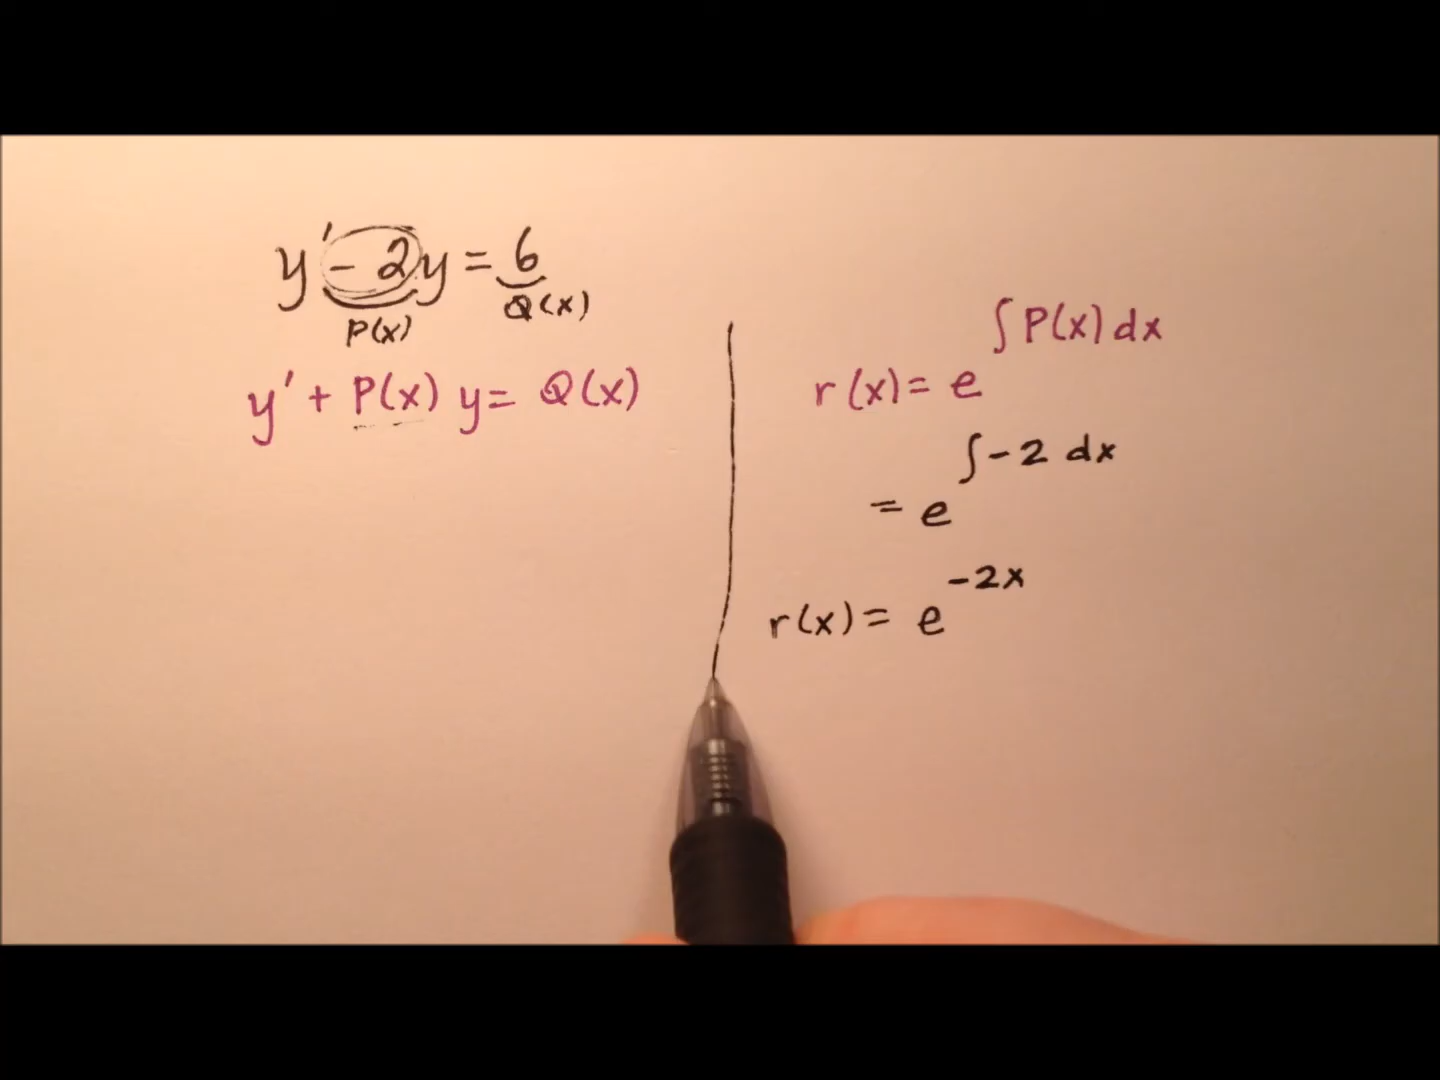 y' - 2y = 6
P(x)
Q(x)
y' + P(x) y = Q(x)
r(x) = e^∫P(x)dx
= e^∫-2 dx
r(x) = e^-2x